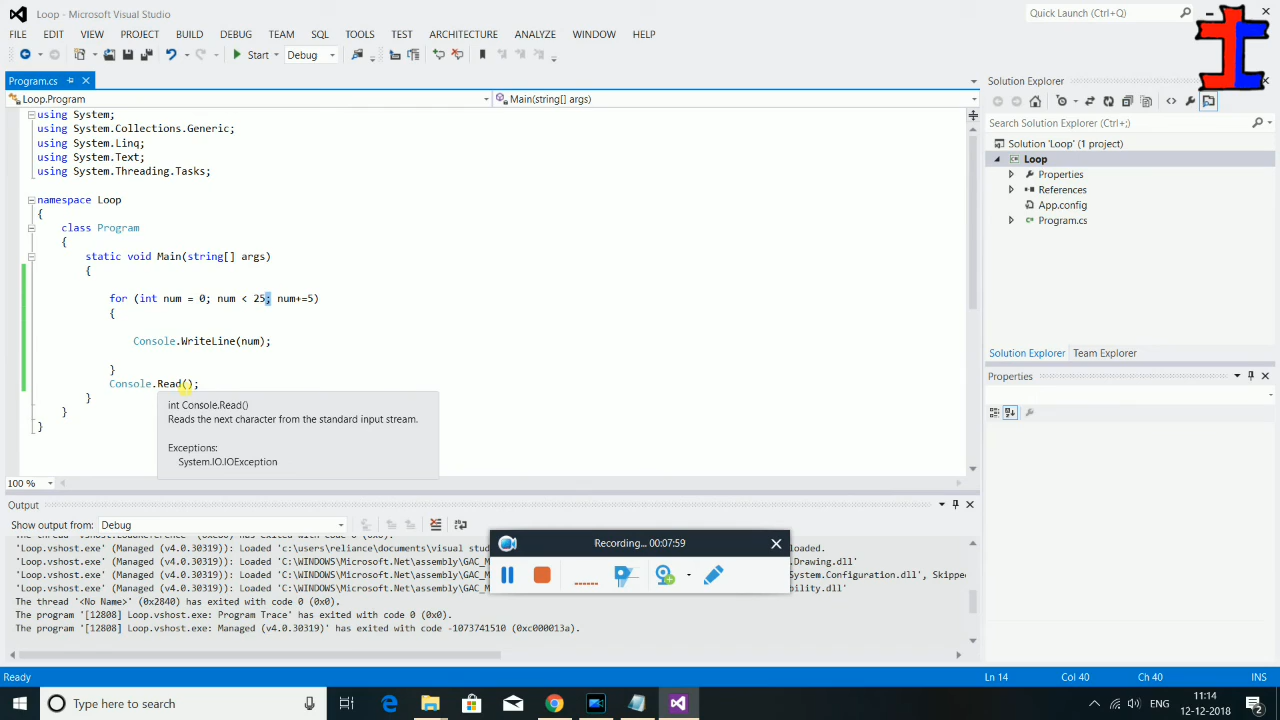 Loop - Microsoft Visual Studio
Quick Launch (Ctrl+Q)
FILE EDIT VIEW PROJECT BUILD DEBUG TEAM SQL TOOLS TEST ARCHITECTURE ANALYZE WINDOW HELP
Start Debug
Program.cs
Solution Explorer
Loop.Program
Main(string[] args)
using System;
using System.Collections.Generic;
using System.Linq;
using System.Text;
using System.Threading.Tasks;
namespace Loop
{
class Program
{
static void Main(string[] args)
{
for (int num = 0; num < 25; num+=5)
{
Console.WriteLine(num);
}
Console.Read();
}
}
}
int Console.Read()
Reads the next character from the standard input stream.
Exceptions:
System.IO.IOException
100 %
Search Solution Explorer (Ctrl+;)
Solution 'Loop' (1 project)
Loop
Properties
References
App.config
Program.cs
Solution Explorer Team Explorer
Properties
Output
Show output from: Debug
'Loop.vshost.exe' (Managed (v4.0.30319)): Loaded 'c:\users\reliance\documents\visual stud
oaded.
'Loop.vshost.exe' (Managed (v4.0.30319)): Loaded 'C:\WINDOWS\Microsoft.Net\assembly\GAC_M
.Drawing.dll'
'Loop.vshost.exe' (Managed (v4.0.30319)): Loaded 'C:\WINDOWS\Microsoft.Net\assembly\GAC_M
System.Configuration.dll', Skipped
'Loop.vshost.exe' (Managed (v4.0.30319)): Loaded 'C:\WINDOWS\Microsoft.Net\assembly\GAC_M
ibility.dll'
The thread '<No Name>' (0x2840) has exited with code 0 (0x0).
The program '[12808] Loop.vshost.exe: Program Trace' has exited with code 0 (0x0).
The program '[12808] Loop.vshost.exe: Managed (v4.0.30319)' has exited with code -1073741510 (0xc000013a).
Recording... 00:07:59
Ready
Ln 14 Col 40 Ch 40 INS
Type here to search
ENG
11:14
12-12-2018
2